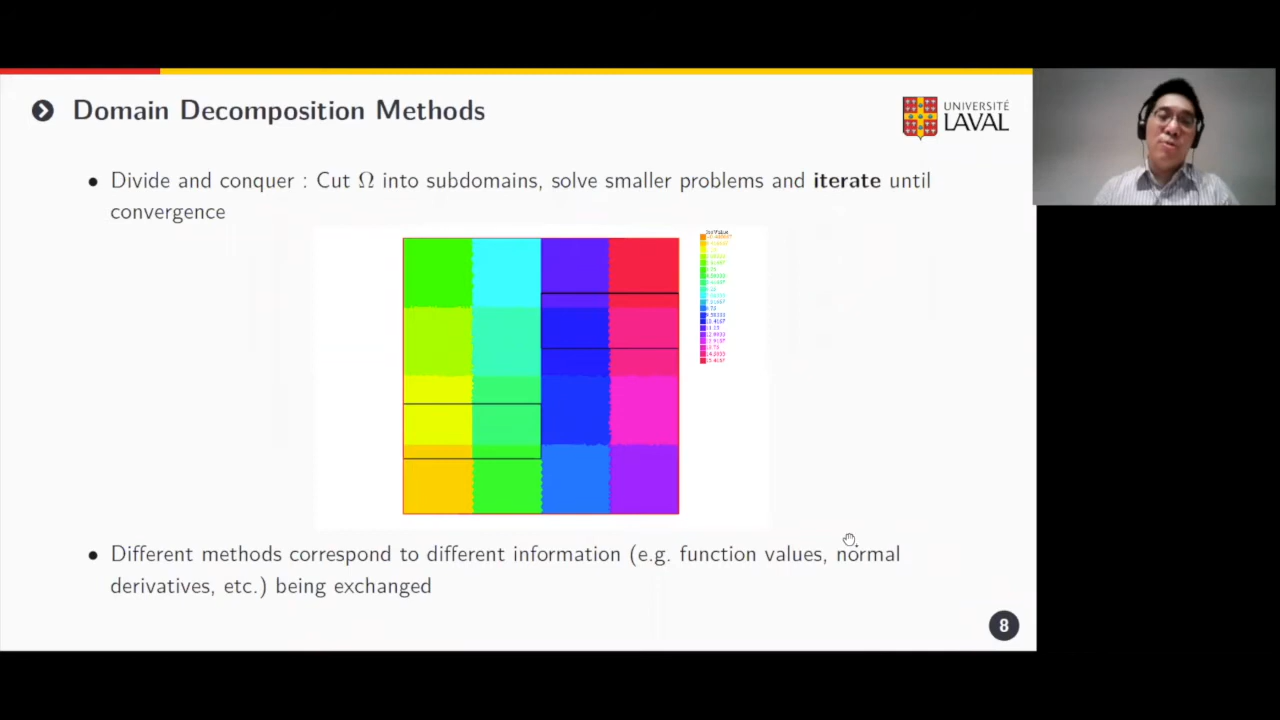 Domain Decomposition Methods
UNIVERSITÉ
LAVAL
• Divide and conquer : Cut Ω into subdomains, solve smaller problems and iterate until
convergence
IsoValue
• Different methods correspond to different information (e.g. function values, normal
derivatives, etc.) being exchanged
8